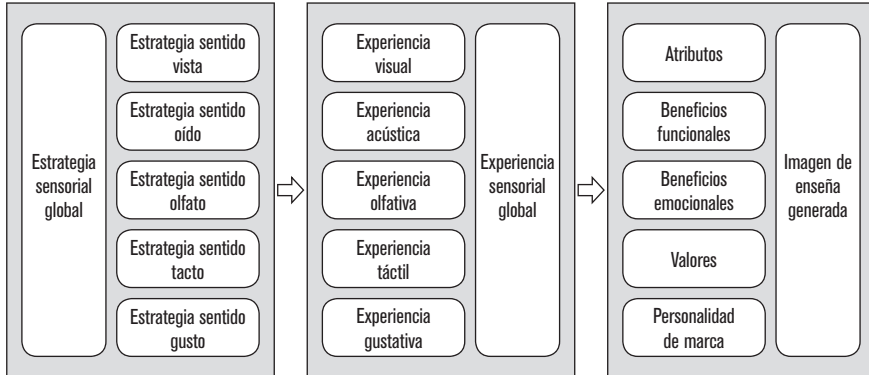 Estrategia
sensorial
global
Estrategia sentido
vista
Estrategia sentido
oído
Estrategia sentido
olfato
Estrategia sentido
tacto
Estrategia sentido
gusto
Experiencia
visual
Experiencia
acústica
Experiencia
olfativa
Experiencia
táctil
Experiencia
gustativa
Experiencia
sensorial
global
Atributos
Beneficios
funcionales
Beneficios
emocionales
Valores
Personalidad
de marca
Imagen de
enseña
generada